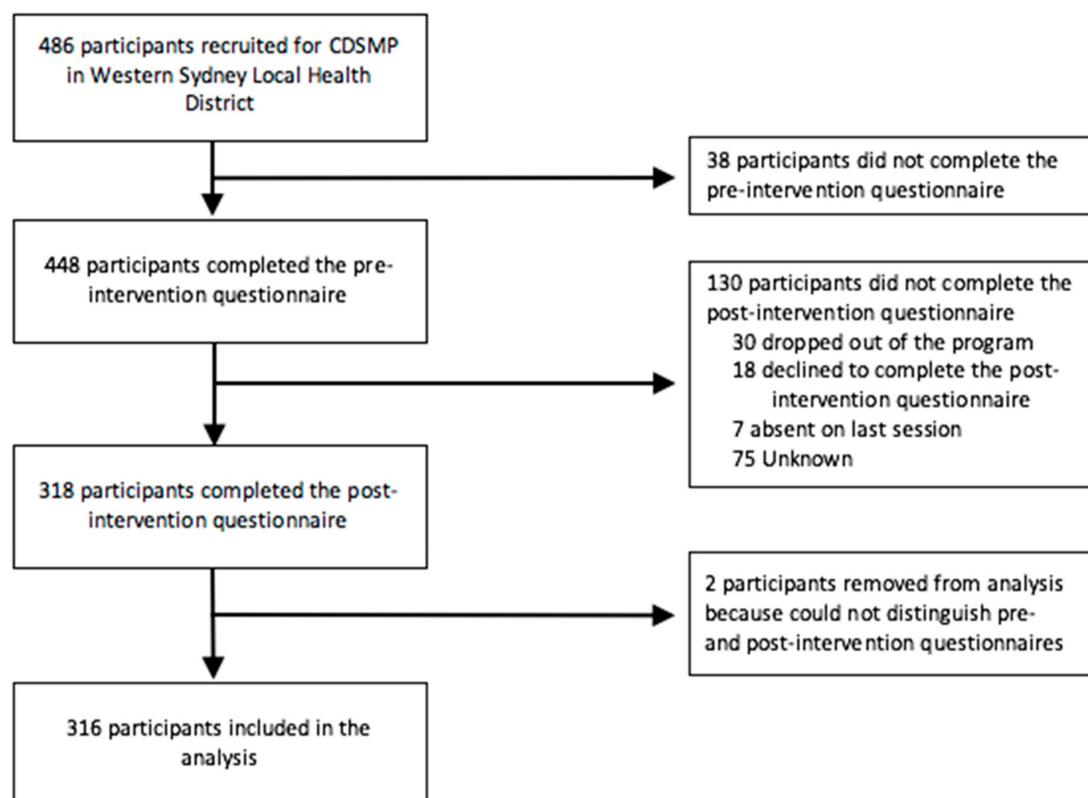 486 participants recruited for CDSMP
in Western Sydney Local Health
District
38 participants did not complete the
pre-intervention questionnaire
448 participants completed the pre-
intervention questionnaire
130 participants did not complete the
post-intervention questionnaire
30 dropped out of the program
18 declined to complete the post-
intervention questionnaire
7 absent on last session
75 Unknown
318 participants completed the post-
intervention questionnaire
2 participants removed from analysis
because could not distinguish pre-
and post-intervention questionnaires
316 participants included in the
analysis